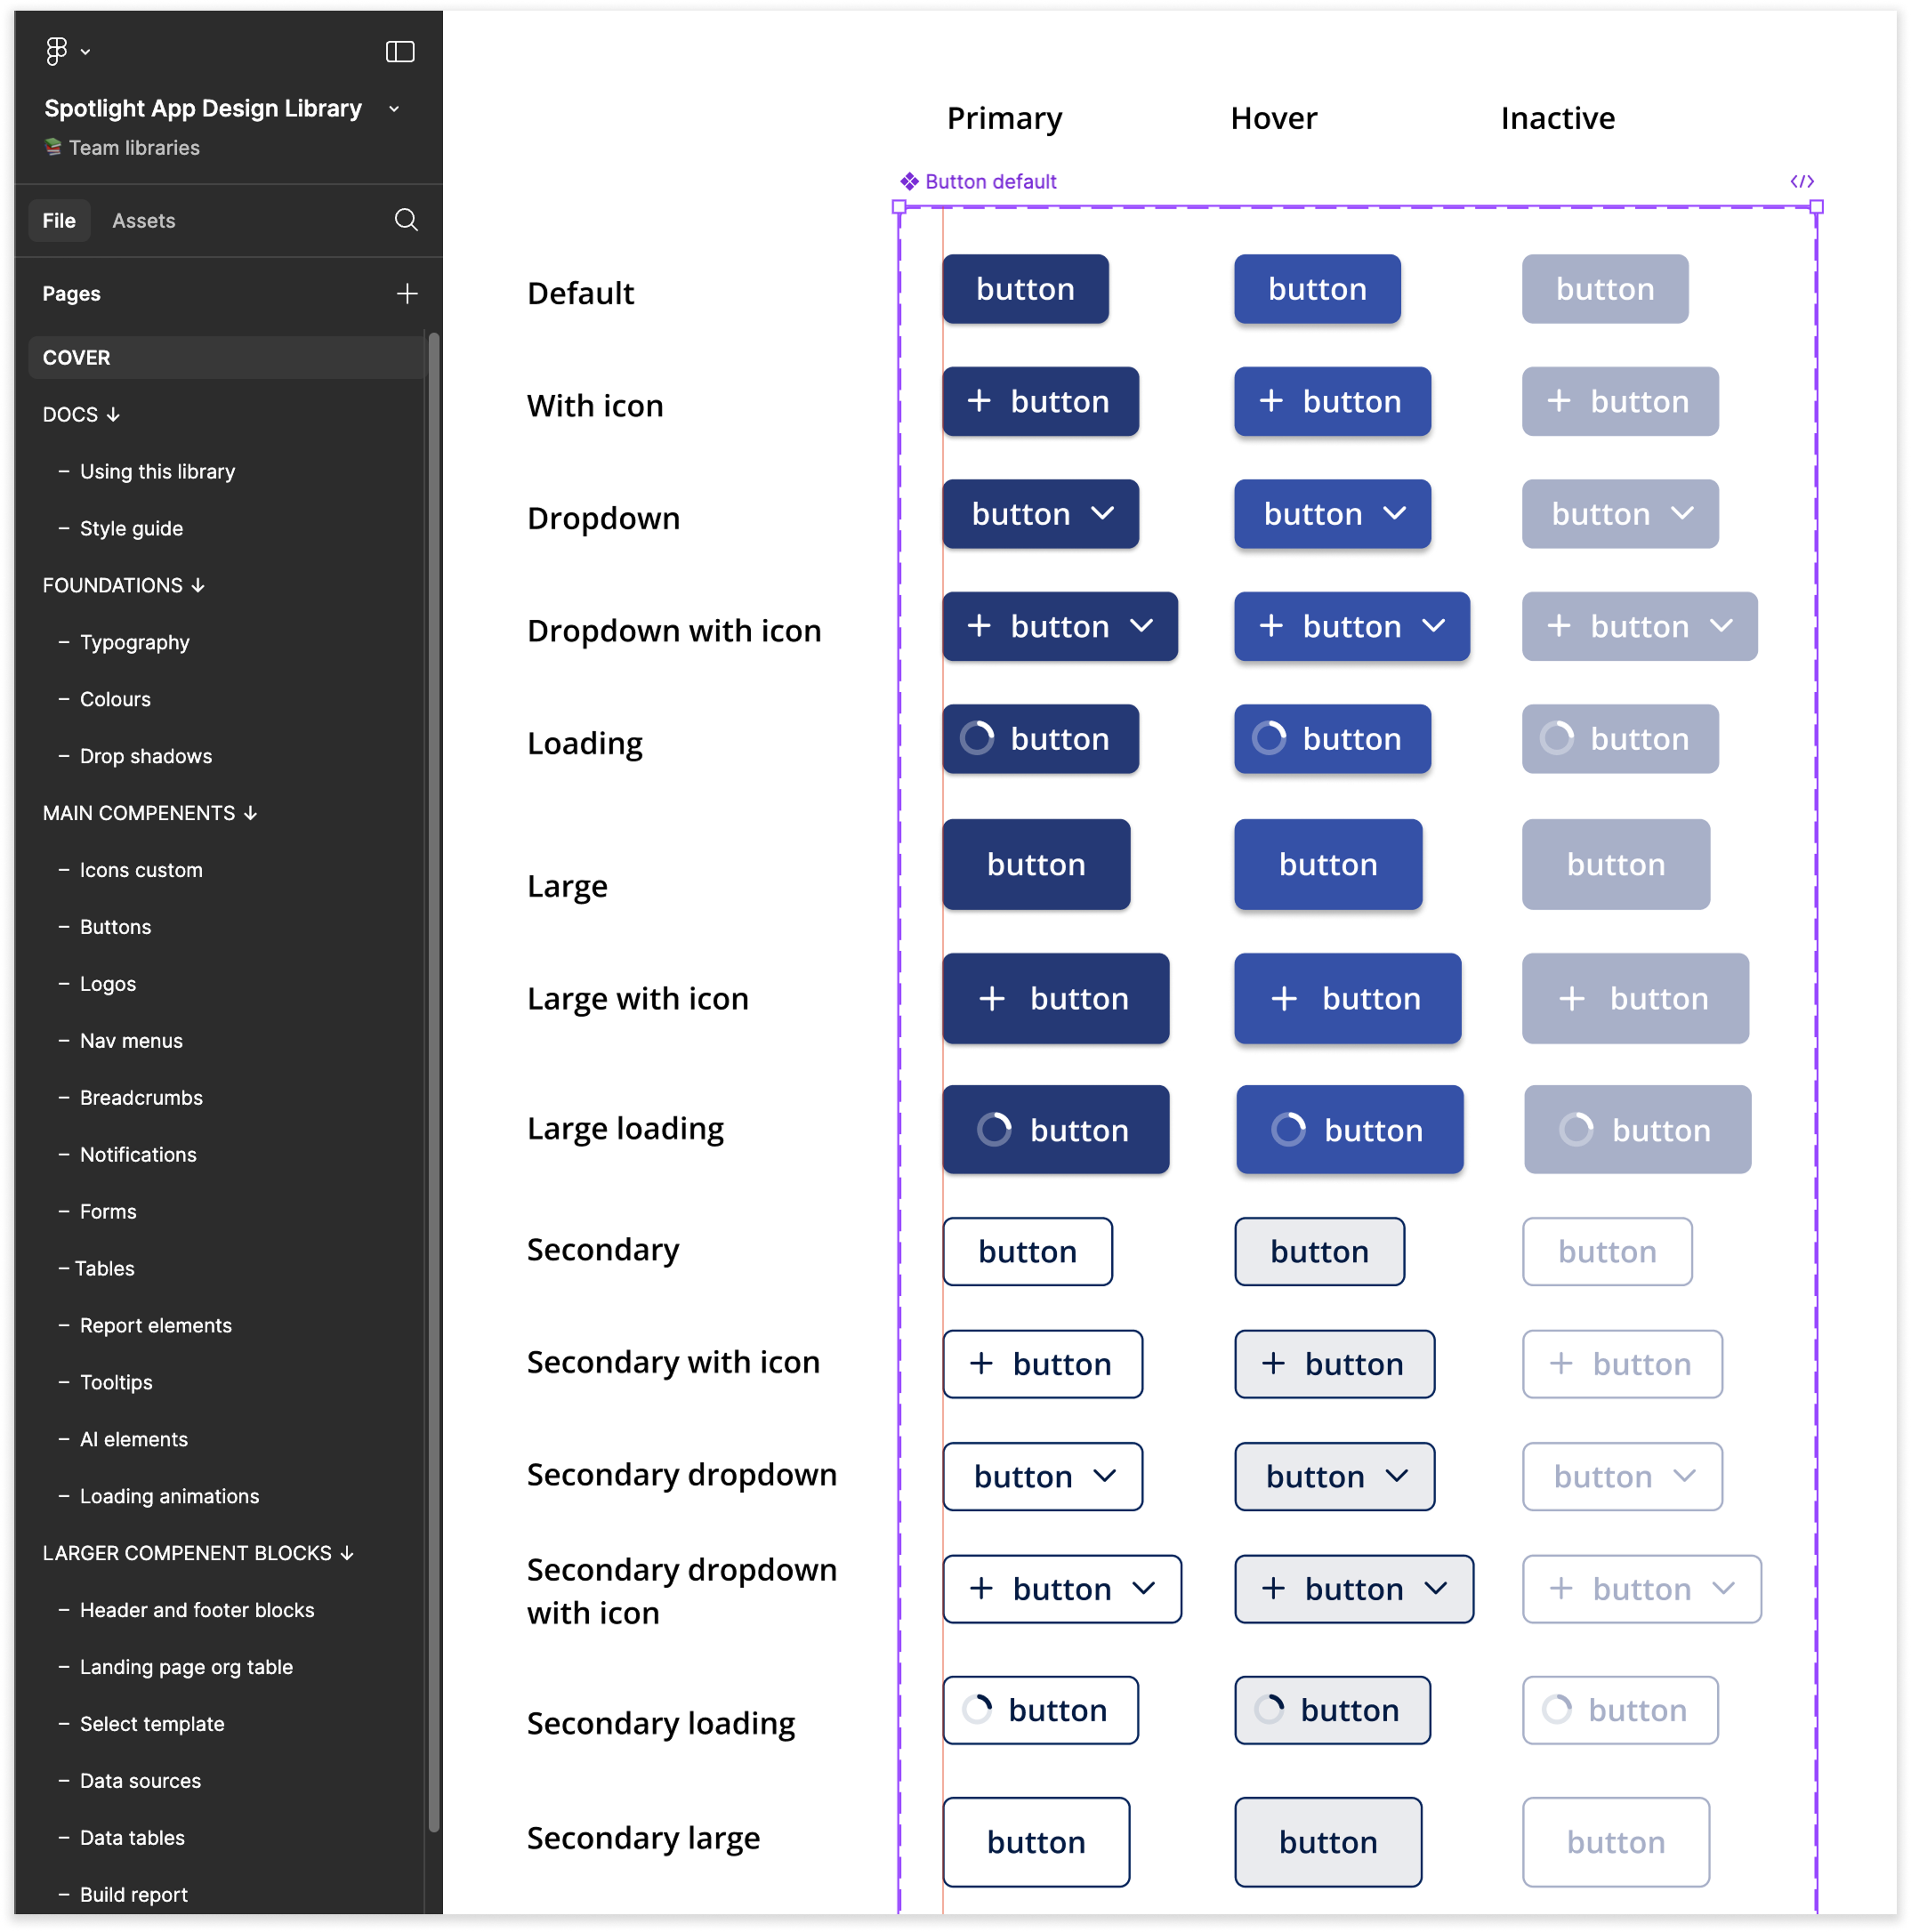 Spotlight App Design Library
Team libraries
File Assets
Pages
COVER
DOCS ↓
– Using this library
– Style guide
FOUNDATIONS ↓
– Typography
– Colours
– Drop shadows
MAIN COMPENENTS ↓
– Icons custom
– Buttons
– Logos
– Nav menus
– Breadcrumbs
– Notifications
– Forms
– Tables
– Report elements
– Tooltips
– AI elements
– Loading animations
LARGER COMPENENT BLOCKS ↓
– Header and footer blocks
– Landing page org table
– Select template
– Data sources
– Data tables
– Build report
Primary Hover Inactive
Button default </>
Default button button button
With icon + button + button + button
Dropdown button button button
Dropdown with icon + button + button + button
Loading button button button
Large button button button
Large with icon + button + button + button
Large loading button button button
Secondary button button button
Secondary with icon + button + button + button
Secondary dropdown button button button
Secondary dropdown
with icon + button + button + button
Secondary loading button button button
Secondary large button button button